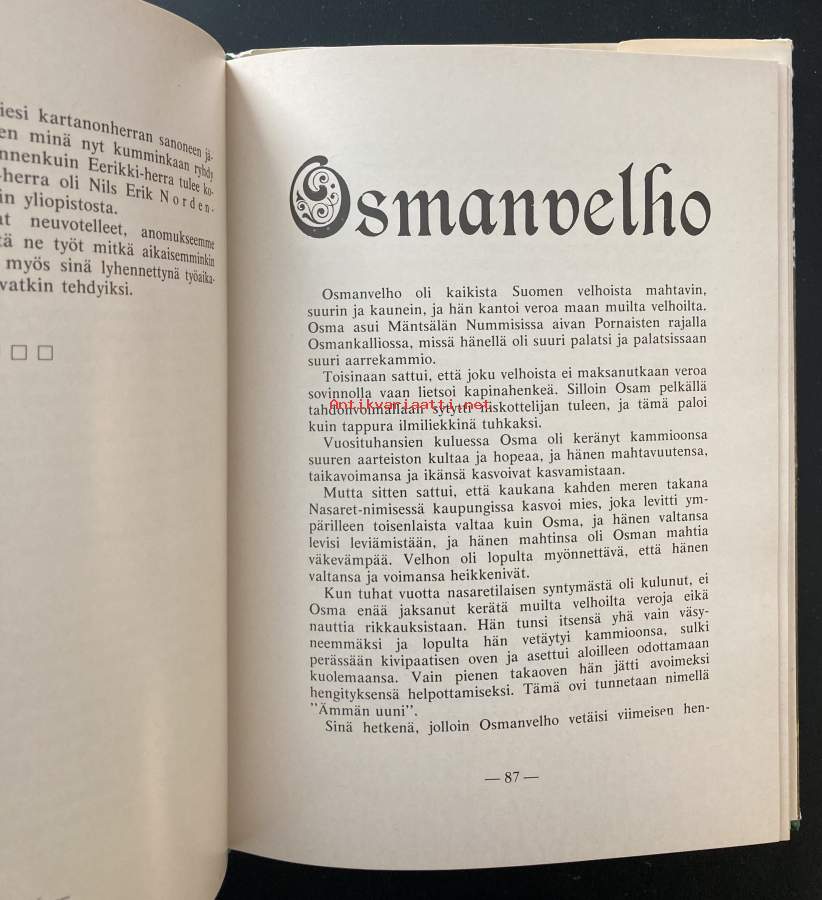 iesi kartanonherran sanoneen jä-
en minä nyt kumminkaan ryhdy
nnenkuin Eerikki-herra tulee ko-
-herra oli Nils Erik Norden-
in yliopistosta.
at neuvotelleet, anomukseemme
tä ne työt mitkä aikaisemminkin
myös sinä lyhennettynä työaika-
vatkin tehdyiksi.
Osmanvelho
Osmanvelho oli kaikista Suomen velhoista mahtavin,
suurin ja kaunein, ja hän kantoi veroa maan muilta velhoilta.
Osma asui Mäntsälän Nummisissa aivan Pornaisten rajalla
Osmankalliossa, missä hänellä oli suuri palatsi ja palatsissaan
suuri aarrekammio.
Toisinaan sattui, että joku velhoista ei maksanutkaan veroa
sovinnolla vaan lietsoi kapinahenkeä. Silloin Osam pelkällä
Antikvariaatti.net
tahdonvoimallaan sytytti niskottelijan tuleen, ja tämä paloi
kuin tappura ilmiliekkinä tuhkaksi.
Vuosituhansien kuluessa Osma oli kerännyt kammioonsa
suuren aarteiston kultaa ja hopeaa, ja hänen mahtavuutensa,
taikavoimansa ja ikänsä kasvoivat kasvamistaan.
Mutta sitten sattui, että kaukana kahden meren takana
Nasaret-nimisessä kaupungissa kasvoi mies, joka levitti ym-
pärilleen toisenlaista valtaa kuin Osma, ja hänen valtansa
levisi leviämistään, ja hänen mahtinsa oli Osman mahtia
väkevämpää. Velhon oli lopulta myönnettävä, että hänen
valtansa ja voimansa heikkenivät.
Kun tuhat vuotta nasaretilaisen syntymästä oli kulunut, ei
Osma enää jaksanut kerätä muilta velhoilta veroja eikä
nauttia rikkauksistaan. Hän tunsi itsensä yhä vain väsy-
neemmäksi ja lopulta hän vetäytyi kammioonsa, sulki
perässään kivipaatisen oven ja asettui aloilleen odottamaan
kuolemaansa. Vain pienen takaoven hän jätti avoimeksi
hengityksensä helpottamiseksi. Tämä ovi tunnetaan nimellä
"Ämmän uuni".
Sinä hetkenä, jolloin Osmanvelho vetäisi viimeisen hen-
— 87 —